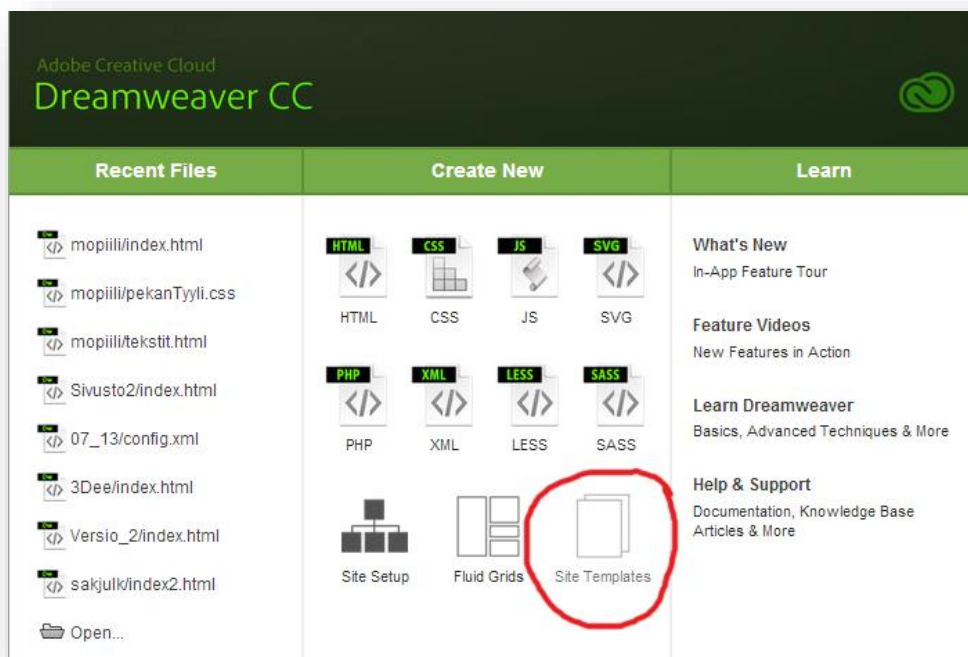 Adobe Creative Cloud
Dreamweaver CC
Recent Files
mopiili/index.html
mopiili/pekanTyyli.css
mopiili/tekstit.html
Sivusto2/index.html
07_13/config.xml
3Dee/index.html
Versio_2/index.html
sakjulk/index2.html
Open...
Create New
HTML CSS JS SVG
HTML CSS JS SVG
PHP XML LESS SASS
PHP XML LESS SASS
Site Setup Fluid Grids Site Templates
Learn
What's New
In-App Feature Tour
Feature Videos
New Features in Action
Learn Dreamweaver
Basics, Advanced Techniques & More
Help & Support
Documentation, Knowledge Base
Articles & More